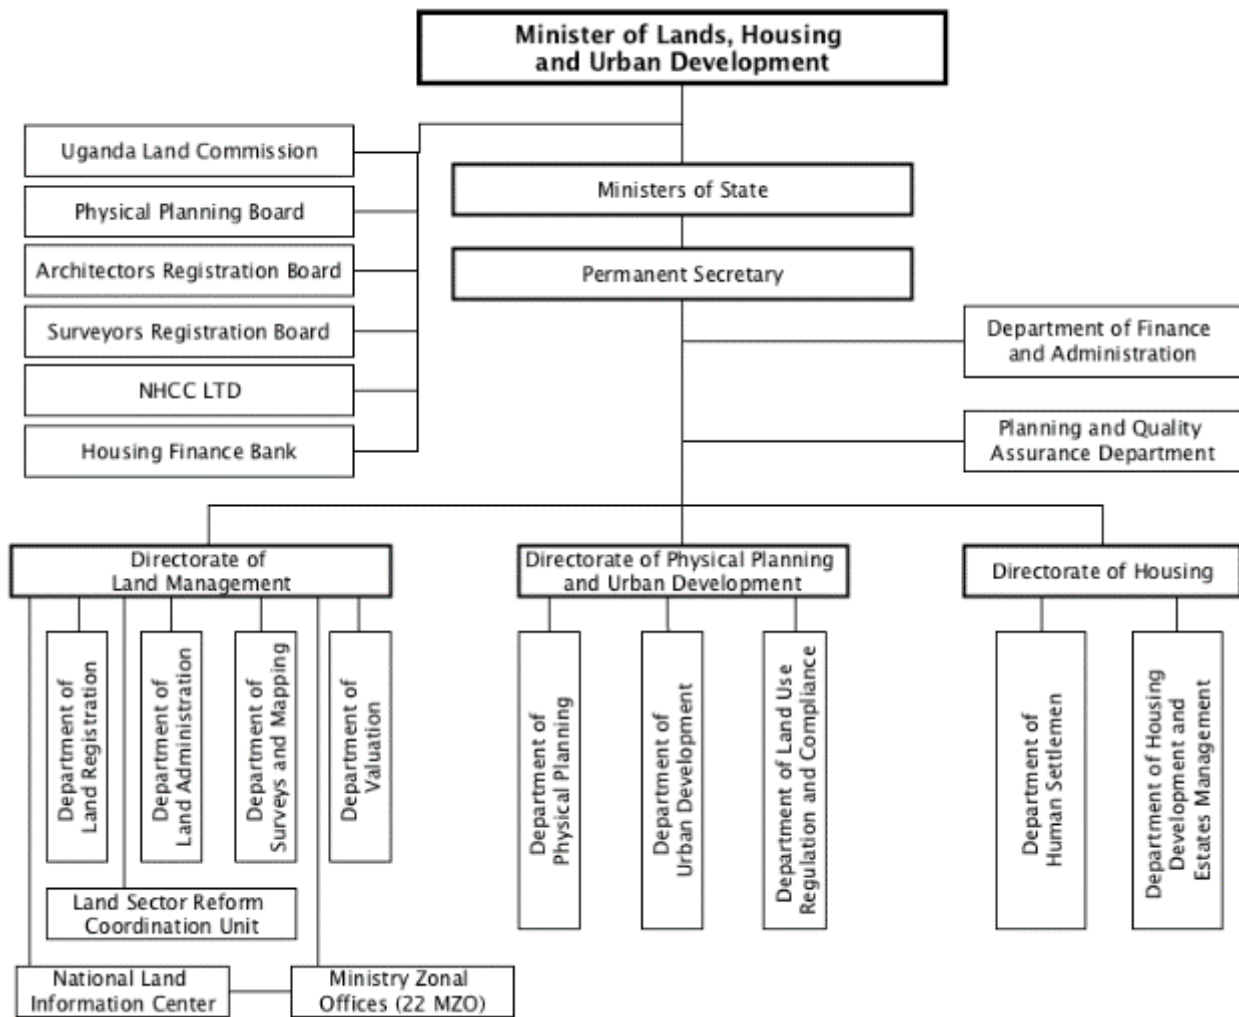 Minister of Lands, Housing
and Urban Development
Uganda Land Commission
Physical Planning Board
Architectors Registration Board
Surveyors Registration Board
NHCC LTD
Housing Finance Bank
Ministers of State
Permanent Secretary
Department of Finance
and Administration
Planning and Quality
Assurance Department
Directorate of
Land Management
Directorate of Physical Planning
and Urban Development
Directorate of Housing
Department of
Land Registration
Department of
Land Administration
Department of
Surveys and Mapping
Department of
Valuation
Department of
Physical Planning
Department of
Urban Development
Department of Land Use
Regulation and Compliance
Department of
Human Settlemen
Department of Housing
Development and
Estates Management
Land Sector Reform
Coordination Unit
National Land
Information Center
Ministry Zonal
Offices (22 MZO)